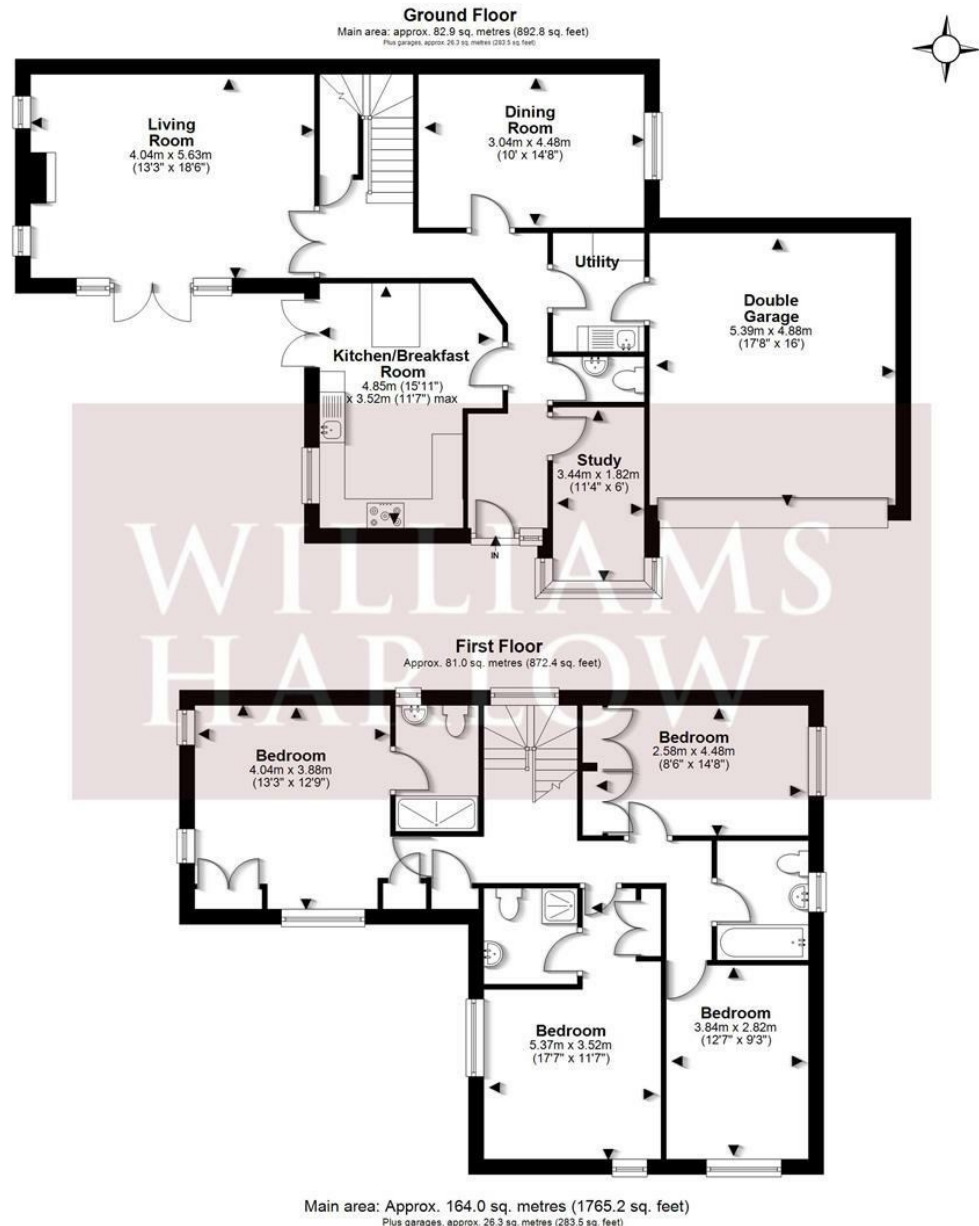 Ground Floor
Main area: approx. 82.9 sq. metres (892.8 sq. feet)
Plus garages, approx. 26.3 sq. metres (283.5 sq. feet)
Living
Room
4.04m x 5.63m
(13'3" x 18'6")
Dining
Room
3.04m x 4.48m
(10' x 14'8")
Utility
Double
Garage
5.39m x 4.88m
(17'8" x 16')
Kitchen/Breakfast
Room
4.85m (15'11")
x 3.52m (11'7") max
Study
3.44m x 1.82m
(11'4" x 6')
IN
WILLIAMS
HARLOW
First Floor
Approx. 81.0 sq. metres (872.4 sq. feet)
Bedroom
4.04m x 3.88m
(13'3" x 12'9")
Bedroom
2.58m x 4.48m
(8'6" x 14'8")
Bedroom
5.37m x 3.52m
(17'7" x 11'7")
Bedroom
3.84m x 2.82m
(12'7" x 9'3")
Main area: Approx. 164.0 sq. metres (1765.2 sq. feet)
Plus garages, approx. 26.3 sq. metres (283.5 sq. feet)